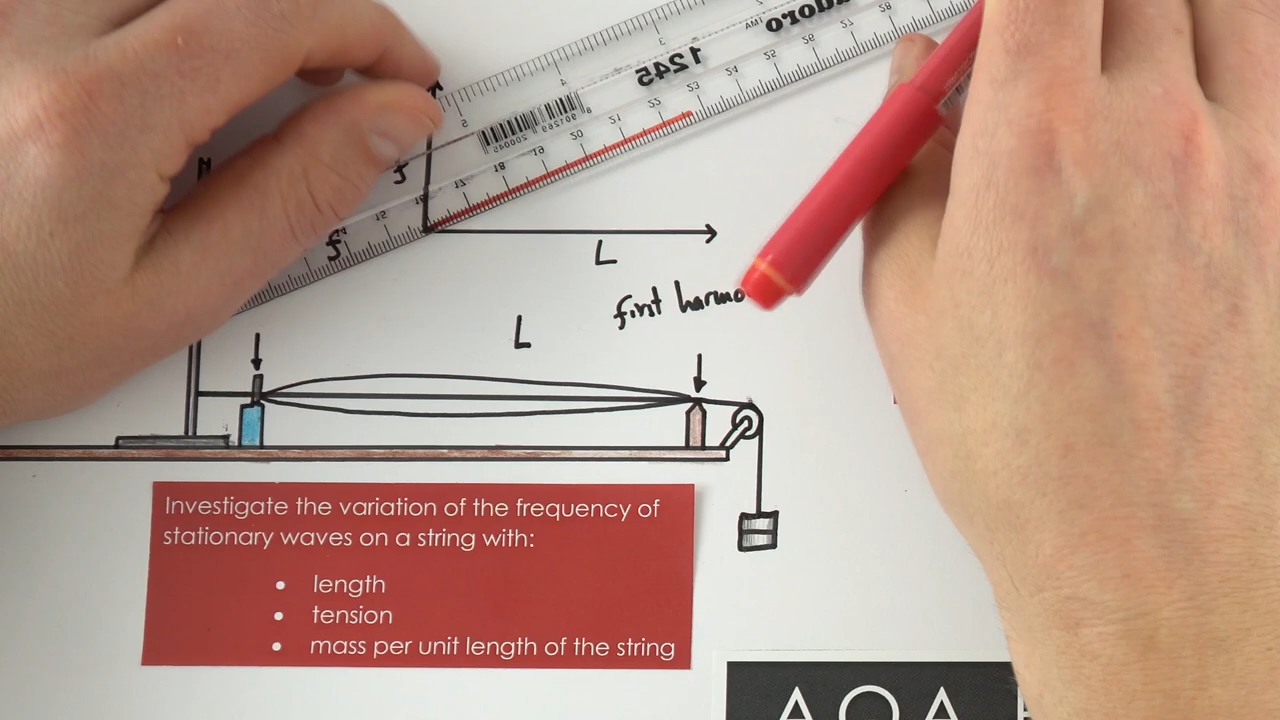 1245
f
f
L
first harmo
L
Investigate the variation of the frequency of
stationary waves on a string with:
• length
• tension
• mass per unit length of the string
AQA